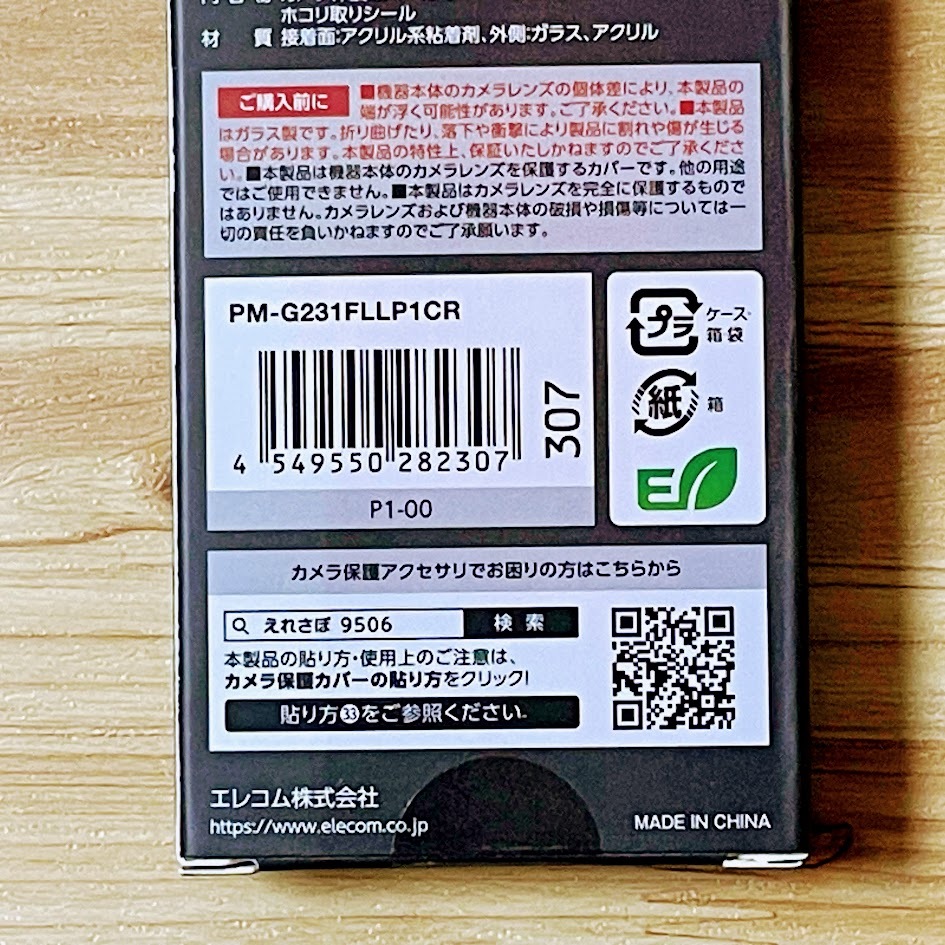 ホコリ取りシール
材 質 接着面:アクリル系粘着剤、外側:ガラス、アクリル
ご購入前に
■機器本体のカメラレンズの個体差により、本製品の
端が浮く可能性があります。ご了承ください。■本製品
はガラス製です。折り曲げたり、落下や衝撃により製品に割れや傷が生じる
場合があります。本製品の特性上、保証いたしかねますのでご了承くださ
い。■本製品は機器本体のカメラレンズを保護するカバーです。他の用途
ではご使用できません。■本製品はカメラレンズを完全に保護するもので
はありません。カメラレンズおよび機器本体の破損や損傷等については一
切の責任を負いかねますのでご了承願います。
PM-G231FLLP1CR
4 549550 282307
307
P1-00
プラ ケース・
箱袋
紙 箱
E
カメラ保護アクセサリでお困りの方はこちらから
えれさぽ 9506 検索
本製品の貼り方・使用上のご注意は、
カメラ保護カバーの貼り方をクリック!
貼り方㉝をご参照ください。
エレコム株式会社
https://www.elecom.co.jp
MADE IN CHINA